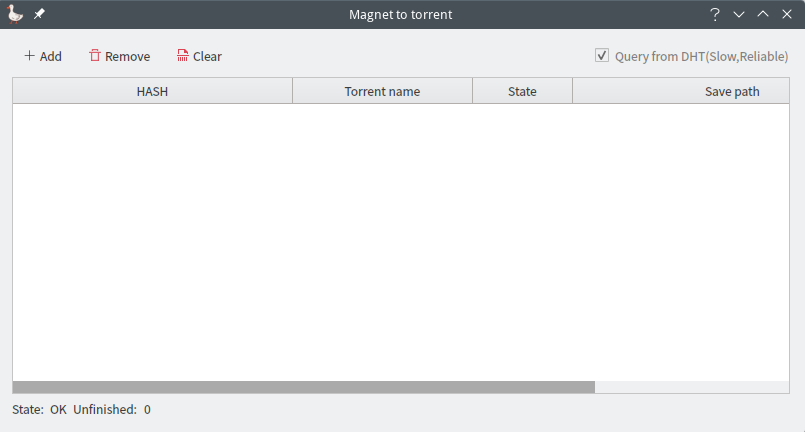 Magnet to torrent
Add Remove Clear Query from DHT(Slow,Reliable)
HASH Torrent name State Save path
State: OK Unfinished: 0